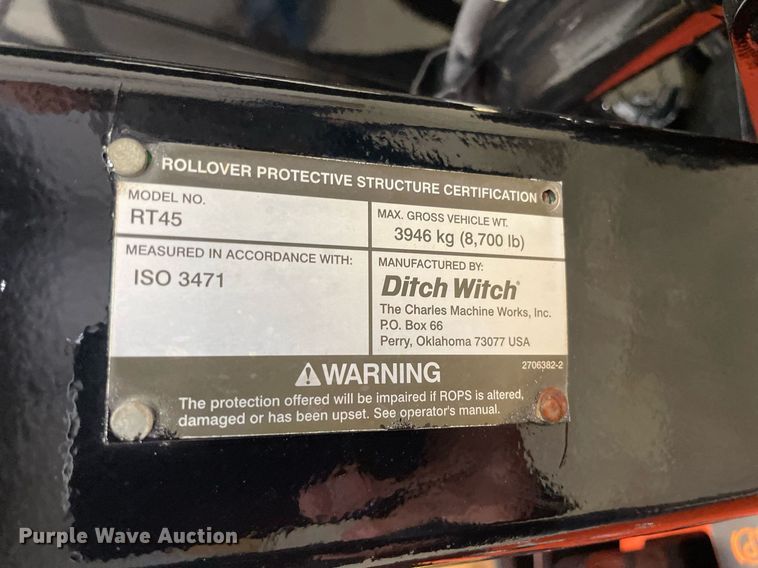 ROLLOVER PROTECTIVE STRUCTURE CERTIFICATION
MODEL NO.
RT45
MAX. GROSS VEHICLE WT.
3946 kg (8,700 lb)
MEASURED IN ACCORDANCE WITH:
ISO 3471
MANUFACTURED BY:
Ditch Witch®
The Charles Machine Works, Inc.
P.O. Box 66
Perry, Oklahoma 73077 USA
2706382-2
WARNING
The protection offered will be impaired if ROPS is altered,
damaged or has been upset. See operator's manual.
Purple Wave Auction